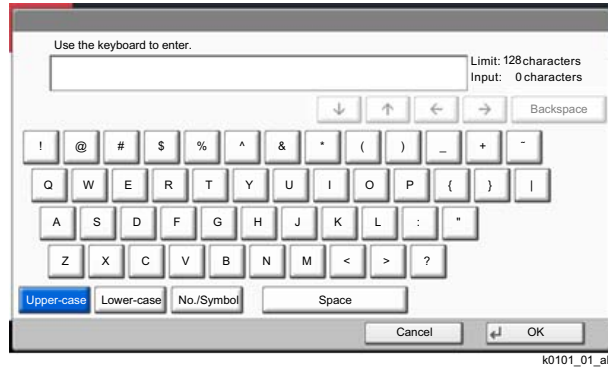 Use the keyboard to enter.
Limit: 128 characters
Input: 0 characters
Backspace
! @ # $ % ^ & * ( ) _ + ~
Q W E R T Y U I O P { } |
A S D F G H J K L : "
Z X C V B N M < > ?
Upper-case Lower-case No./Symbol Space
Cancel OK
k0101_01_a